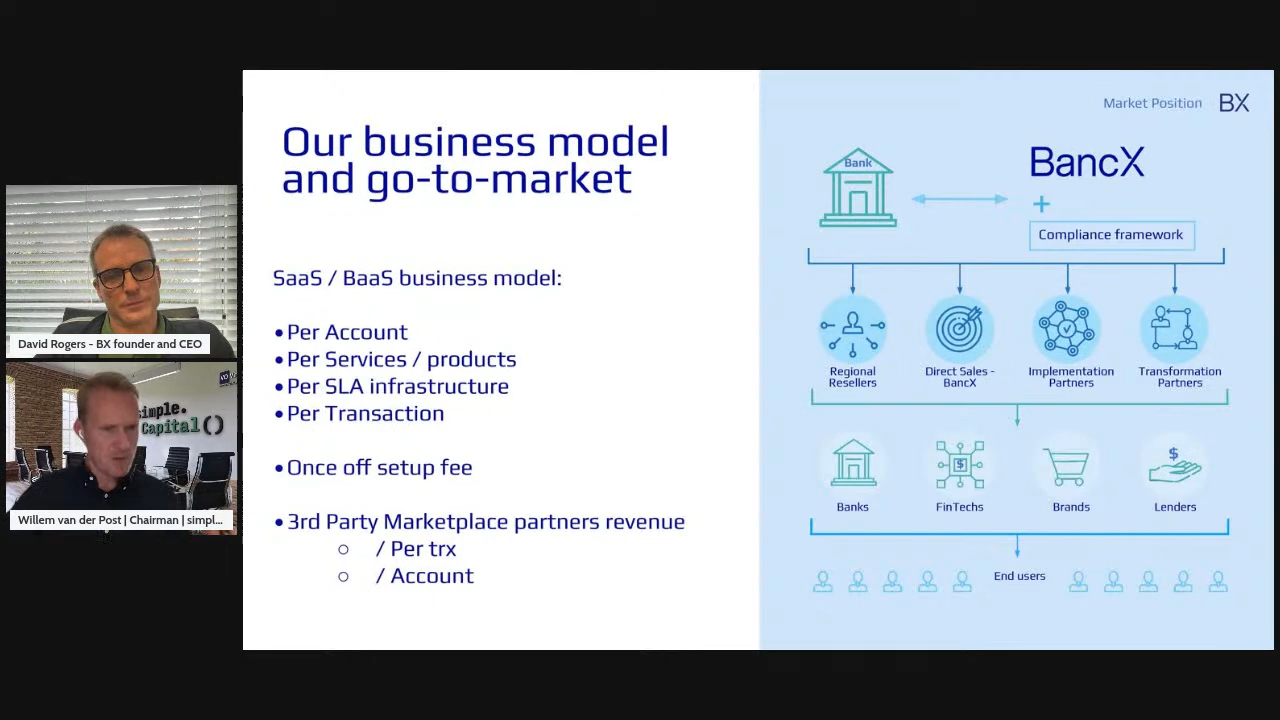 Our business model
and go-to-market
SaaS / BaaS business model:
•Per Account
•Per Services / products
•Per SLA infrastructure
•Per Transaction
•Once off setup fee
•3rd Party Marketplace partners revenue
○ / Per trx
○ / Account
Market Position BX
Bank
BancX
+
Compliance framework
Regional
Resellers
Direct Sales -
BancX
Implementation
Partners
Transformation
Partners
$
$
Banks
FinTechs
Brands
Lenders
End users
David Rogers - BX founder and CEO
simple.
Capital()
Willem van der Post | Chairman | simpl...